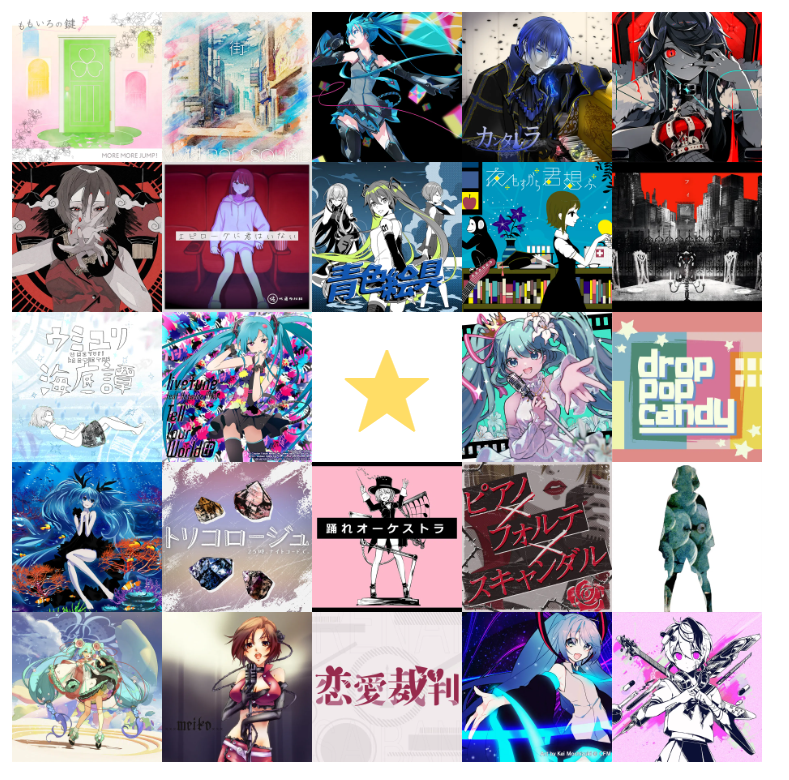 ももいろの鍵
MORE MORE JUMP!
街
カンタレラ
エピローグに君はいない
青色絵具
夜もすがら君想ふ
ウミユリ
海底譚
livetune
Tell
Your
World
drop
pop
candy
トリコロージュ
踊れオーケストラ
ピアノ
×
フォルテ
×
スキャンダル
meiko.
恋愛裁判